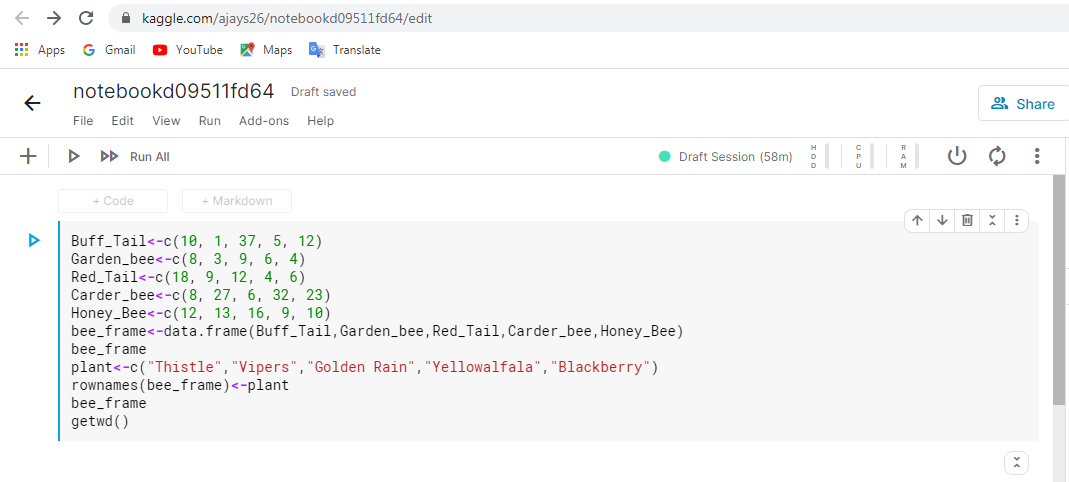 kaggle.com/ajays26/notebookd09511fd64/edit
Apps Gmail YouTube Maps Translate
notebookd09511fd64 Draft saved
File Edit View Run Add-ons Help
Share
Run All
Draft Session (58m) HDD CPU RAM
+ Code + Markdown
Buff_Tail<-c(10, 1, 37, 5, 12)
Garden_bee<-c(8, 3, 9, 6, 4)
Red_Tail<-c(18, 9, 12, 4, 6)
Carder_bee<-c(8, 27, 6, 32, 23)
Honey_Bee<-c(12, 13, 16, 9, 10)
bee_frame<-data.frame(Buff_Tail,Garden_bee,Red_Tail,Carder_bee,Honey_Bee)
bee_frame
plant<-c("Thistle","Vipers","Golden Rain","Yellowalfala","Blackberry")
rownames(bee_frame)<-plant
bee_frame
getwd()